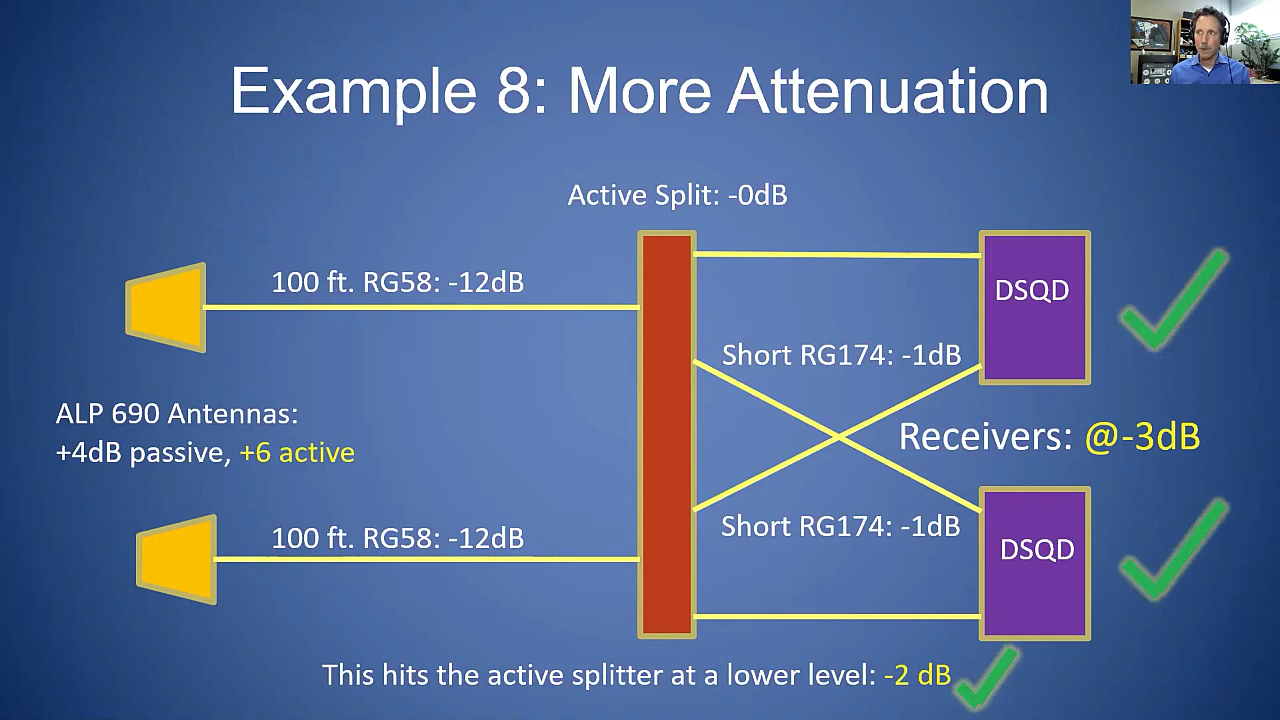 Example 8: More Attenuation
Active Split: -0dB
100 ft. RG58: -12dB
DSQD
Short RG174: -1dB
ALP 690 Antennas:
+4dB passive, +6 active
Receivers: @-3dB
100 ft. RG58: -12dB
Short RG174: -1dB
DSQD
This hits the active splitter at a lower level: -2 dB